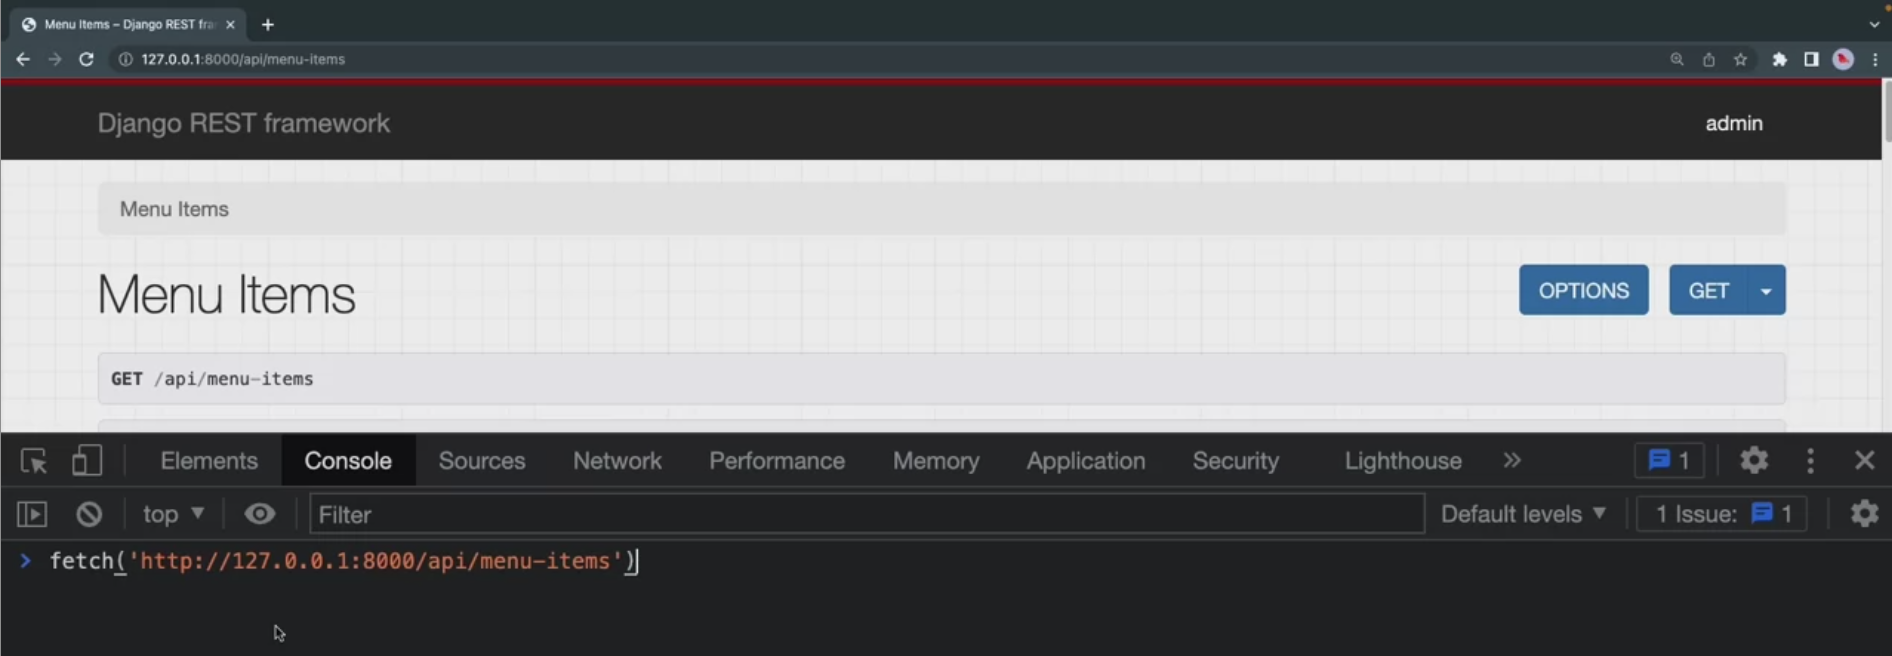 Menu Items – Django REST fra
127.0.0.1:8000/api/menu-items
Django REST framework
admin
Menu Items
Menu Items
OPTIONS
GET
GET /api/menu-items
Elements Console Sources Network Performance Memory Application Security Lighthouse » 1
top Filter Default levels 1 Issue: 1
> fetch('http://127.0.0.1:8000/api/menu-items')